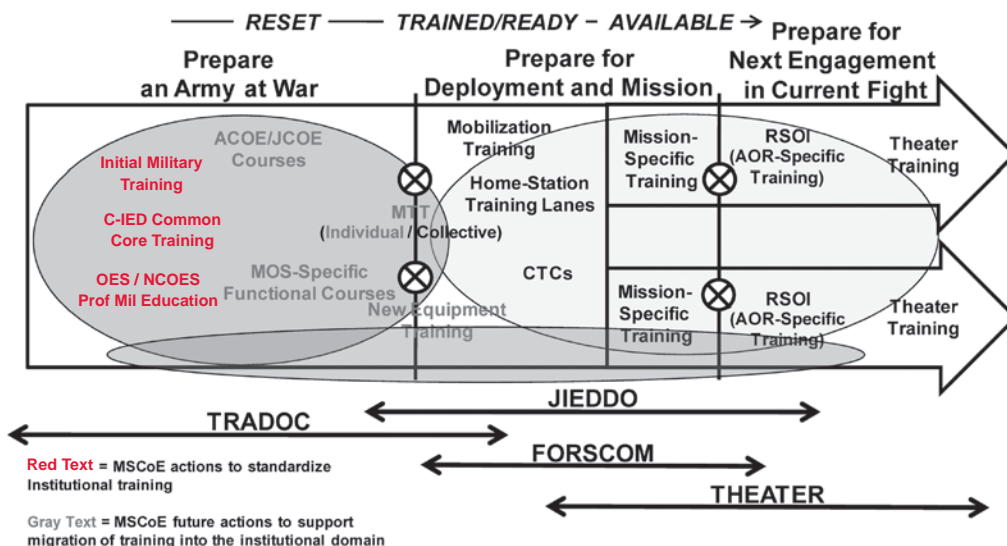 RESET — TRAINED/READY – AVAILABLE
Prepare
an Army at War
Prepare for
Deployment and Mission
Prepare for
Next Engagement
in Current Fight
ACOE/JCOE
Courses
Initial Military
Training
C-IED Common
Core Training
OES / NCOES
Prof Mil Education
MOS-Specific
Functional Courses
MTT
(Individual / Collective)
New Equipment
Training
Mobilization
Training
Home-Station
Training Lanes
CTCs
Mission-
Specific
Training
RSOI
(AOR-Specific
Training)
Theater
Training
Mission-
Specific
Training
RSOI
(AOR-Specific
Training)
Theater
Training
JIEDDO
TRADOC
FORSCOM
THEATER
Red Text = MSCoE actions to standardize
Institutional training
Gray Text = MSCoE future actions to support
migration of training into the institutional domain